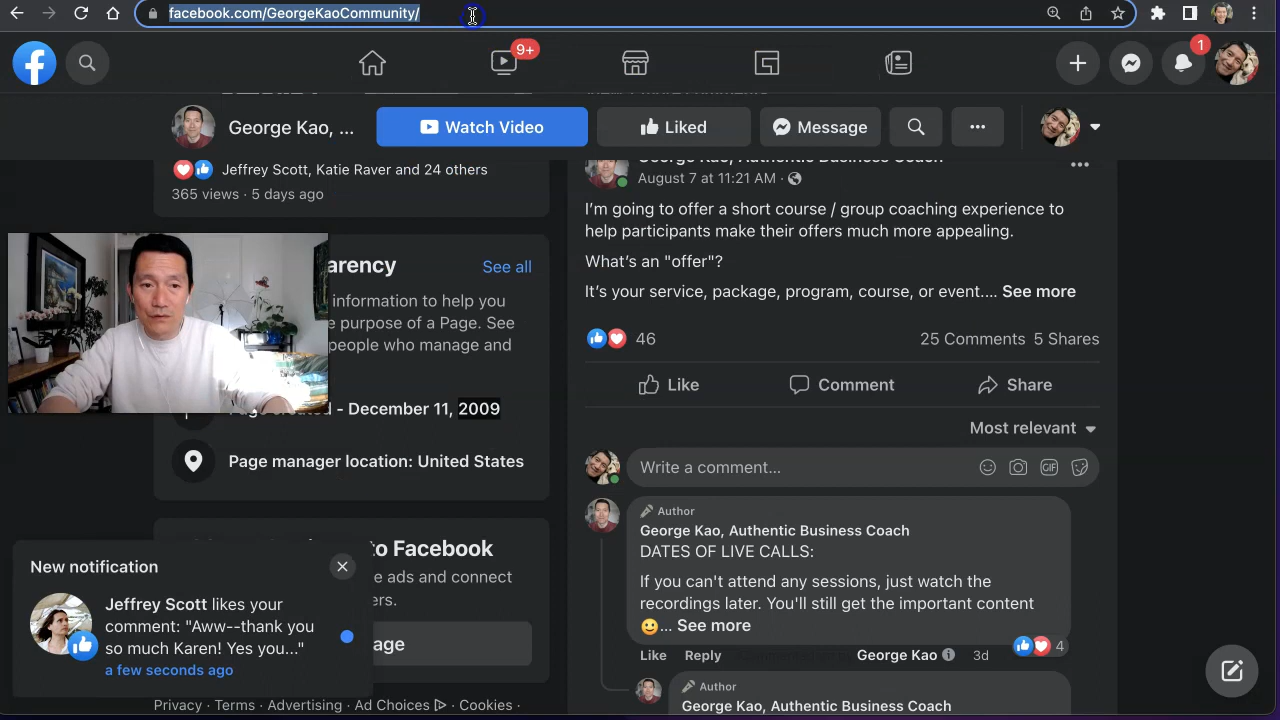 facebook.com/GeorgeKaoCommunity/
9+
1
George Kao, ...
Watch Video
Liked
Message
Jeffrey Scott, Katie Raver and 24 others
365 views · 5 days ago
George Kao, Authentic Business Coach
August 7 at 11:21 AM ·
I'm going to offer a short course / group coaching experience to
help participants make their offers much more appealing.
What's an "offer"?
It's your service, package, program, course, or event.... See more
46
25 Comments 5 Shares
Like
Comment
Share
Most relevant
Write a comment...
GIF
Author
George Kao, Authentic Business Coach
DATES OF LIVE CALLS:
If you can't attend any sessions, just watch the
recordings later. You'll still get the important content
... See more
4
Like Reply
George Kao
3d
Author
George Kao, Authentic Business Coach
arency
See all
information to help you
e purpose of a Page. See
people who manage and
- December 11, 2009
Page manager location: United States
to Facebook
e ads and connect
ers.
age
New notification
Jeffrey Scott likes your
comment: "Aww--thank you
so much Karen! Yes you..."
a few seconds ago
Privacy · Terms · Advertising · Ad Choices · Cookies ·